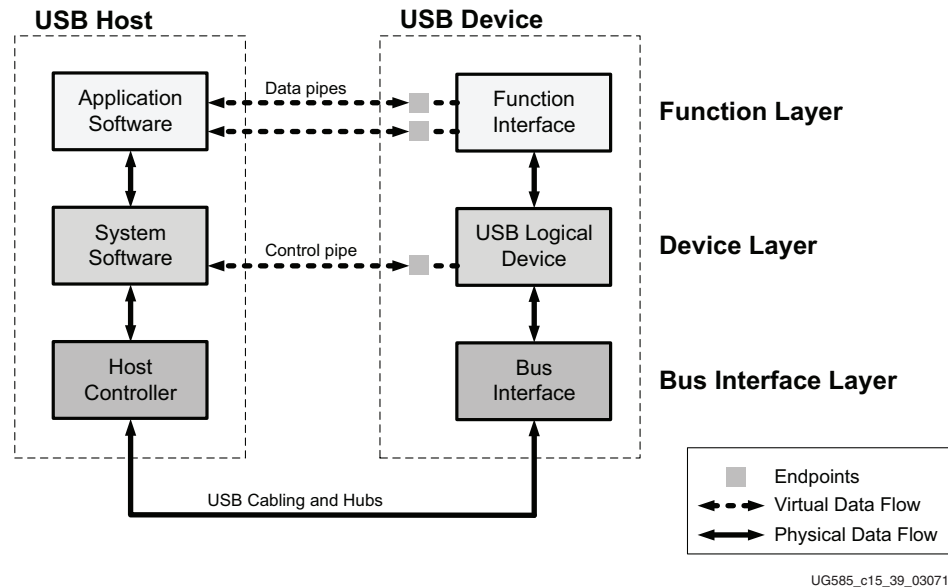 USB Host
USB Device
Application
Software
Data pipes
Function
Interface
Function Layer
System
Software
Control pipe
USB Logical
Device
Device Layer
Host
Controller
Bus
Interface
Bus Interface Layer
USB Cabling and Hubs
Endpoints
Virtual Data Flow
Physical Data Flow
UG585_c15_39_03071